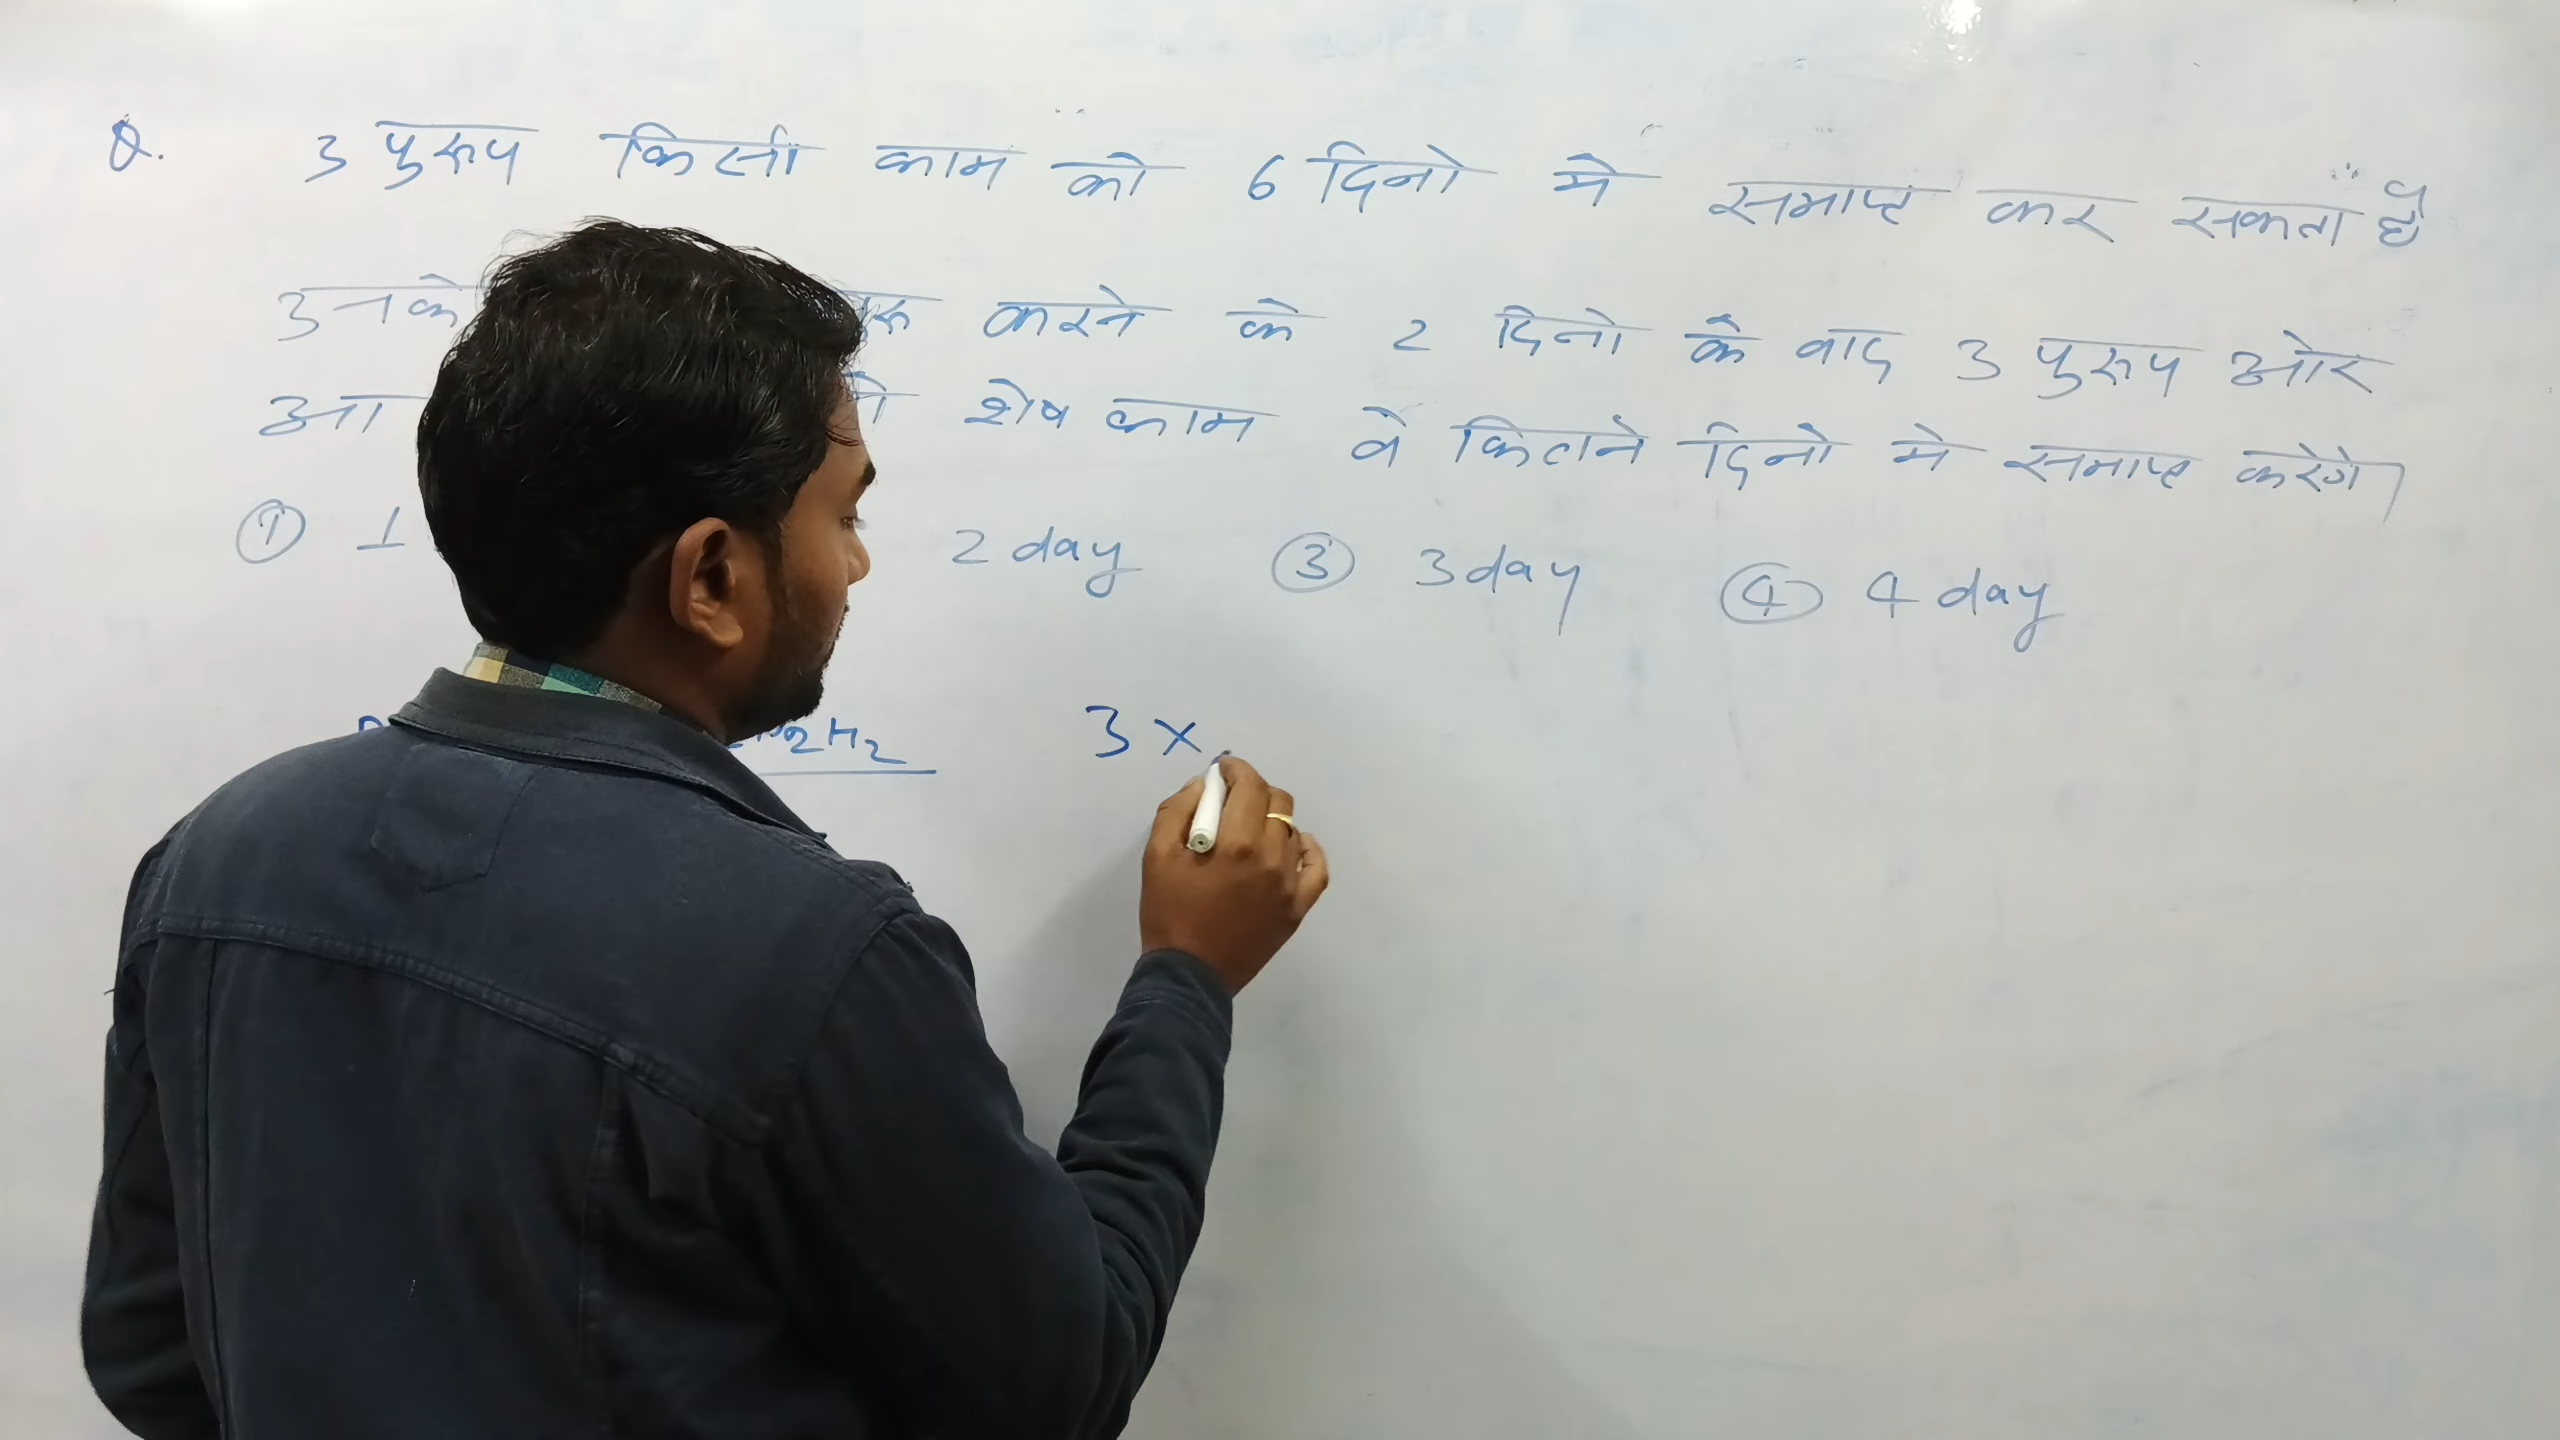 Q. 3 पुरूष किसी काम को 6 दिनो मे समाप्त कर सकता है
उनके करने के 2 दिनो के बाद 3 पुरूष और
शेष काम वे कितने दिनो मे समाप्त करेगे।
① 1 2 day ③ 3 day ④ 4 day
3 ×